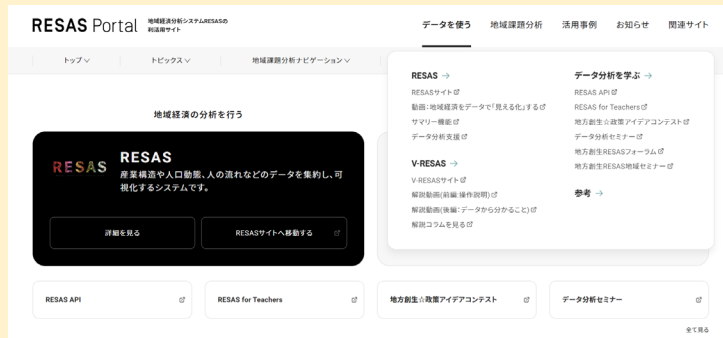 RESAS Portal
地域経済分析システムRESASの
利活用サイト
データを使う
地域課題分析
活用事例
お知らせ
関連サイト
トップ
トピックス
地域課題分析ナビゲーション
RESAS →
RESASサイト
動画：地域経済をデータで「見える化」する
サマリー機能
データ分析支援
V-RESAS →
V-RESASサイト
解説動画(前編:操作説明)
解説動画(後編：データから分かること)
解説コラムを見る
データ分析を学ぶ →
RESAS API
RESAS for Teachers
地方創生☆政策アイデアコンテスト
データ分析セミナー
地方創生RESASフォーラム
地方創生RESAS地域セミナー
参考 →
地域経済の分析を行う
RESAS
RESAS
産業構造や人口動態、人の流れなどのデータを集約し、可
視化するシステムです。
詳細を見る
RESASサイトへ移動する
RESAS API
RESAS for Teachers
地方創生☆政策アイデアコンテスト
データ分析セミナー
全て見る